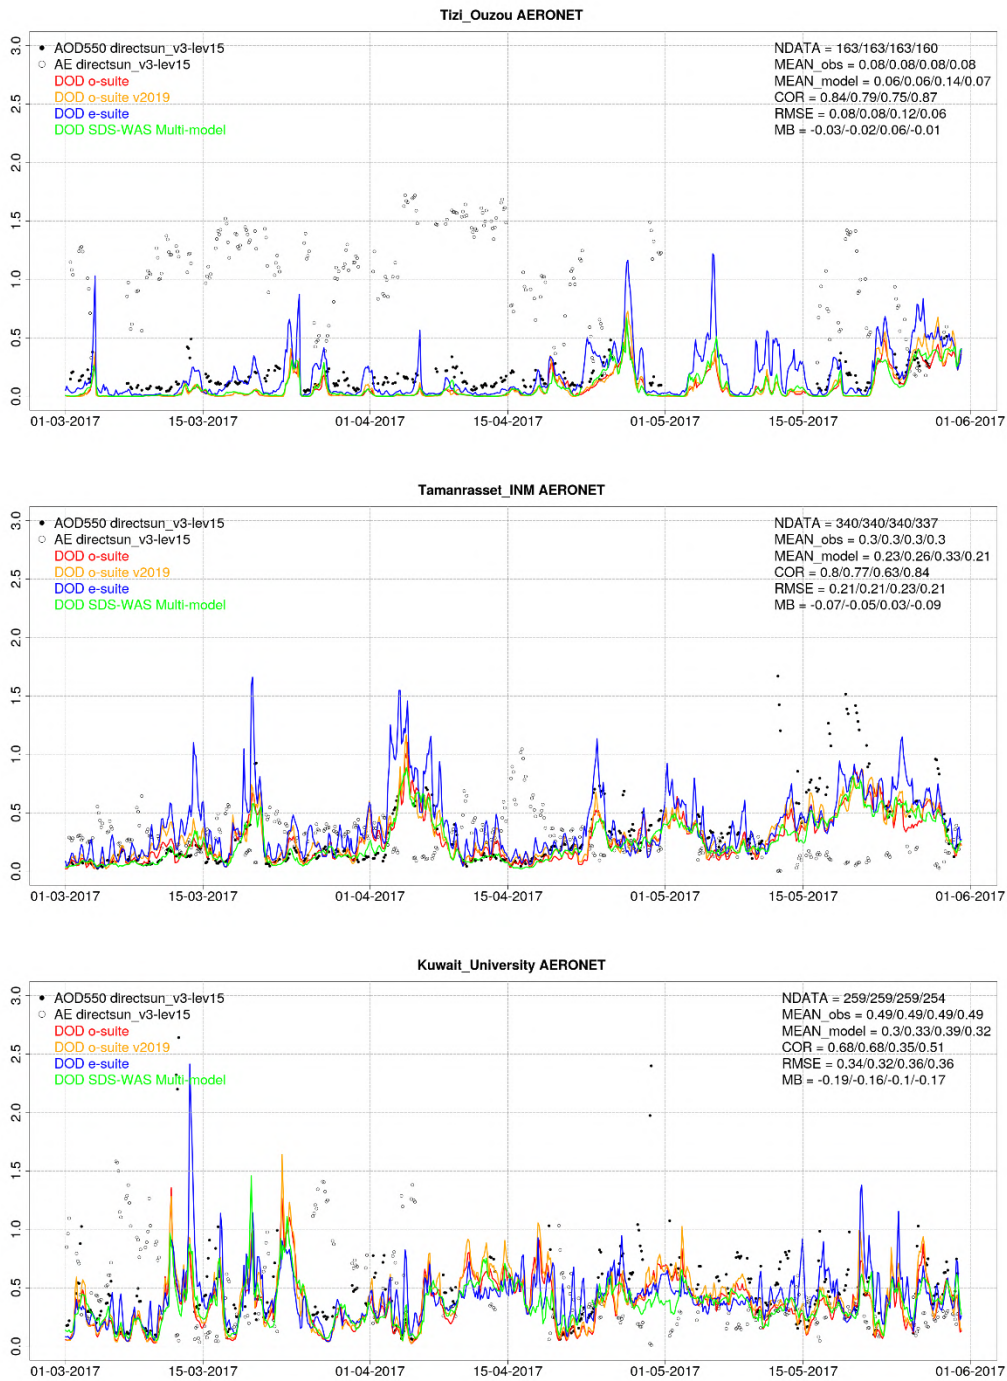 Tizi_Ouzou AERONET
AOD550 directsun_v3-lev15
AE directsun_v3-lev15
DOD o-suite
DOD o-suite v2019
DOD e-suite
DOD SDS-WAS Multi-model
NDATA = 163/163/163/160
MEAN_obs = 0.08/0.08/0.08/0.08
MEAN_model = 0.06/0.06/0.14/0.07
COR = 0.84/0.79/0.75/0.87
RMSE = 0.08/0.08/0.12/0.06
MB = -0.03/-0.02/0.06/-0.01
3.0
2.5
2.0
1.5
1.0
0.5
0.0
01-03-2017 15-03-2017 01-04-2017 15-04-2017 01-05-2017 15-05-2017 01-06-2017
Tamanrasset_INM AERONET
AOD550 directsun_v3-lev15
AE directsun_v3-lev15
DOD o-suite
DOD o-suite v2019
DOD e-suite
DOD SDS-WAS Multi-model
NDATA = 340/340/340/337
MEAN_obs = 0.3/0.3/0.3/0.3
MEAN_model = 0.23/0.26/0.33/0.21
COR = 0.8/0.77/0.63/0.84
RMSE = 0.21/0.21/0.23/0.21
MB = -0.07/-0.05/0.03/-0.09
3.0
2.5
2.0
1.5
1.0
0.5
0.0
01-03-2017 15-03-2017 01-04-2017 15-04-2017 01-05-2017 15-05-2017 01-06-2017
Kuwait_University AERONET
AOD550 directsun_v3-lev15
AE directsun_v3-lev15
DOD o-suite
DOD o-suite v2019
DOD e-suite
DOD SDS-WAS Multi-model
NDATA = 259/259/259/254
MEAN_obs = 0.49/0.49/0.49/0.49
MEAN_model = 0.3/0.33/0.39/0.32
COR = 0.68/0.68/0.35/0.51
RMSE = 0.34/0.32/0.36/0.36
MB = -0.19/-0.16/-0.1/-0.17
3.0
2.5
2.0
1.5
1.0
0.5
0.0
01-03-2017 15-03-2017 01-04-2017 15-04-2017 01-05-2017 15-05-2017 01-06-2017